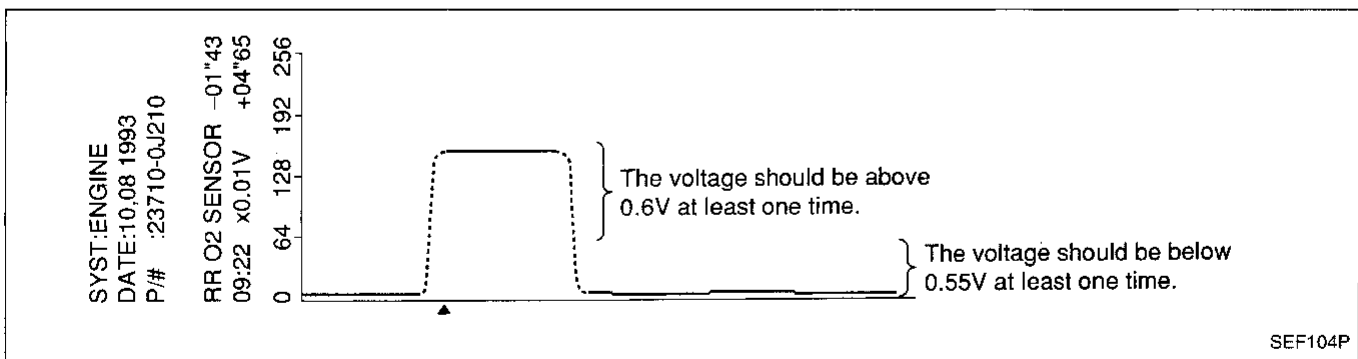 SYST:ENGINE
DATE:10,08 1993
P/# :23710-0J210
RR O2 SENSOR -01"43
09:22 x0.01V +04"65
256
192
128
64
0
The voltage should be above
0.6V at least one time.
The voltage should be below
0.55V at least one time.
SEF104P